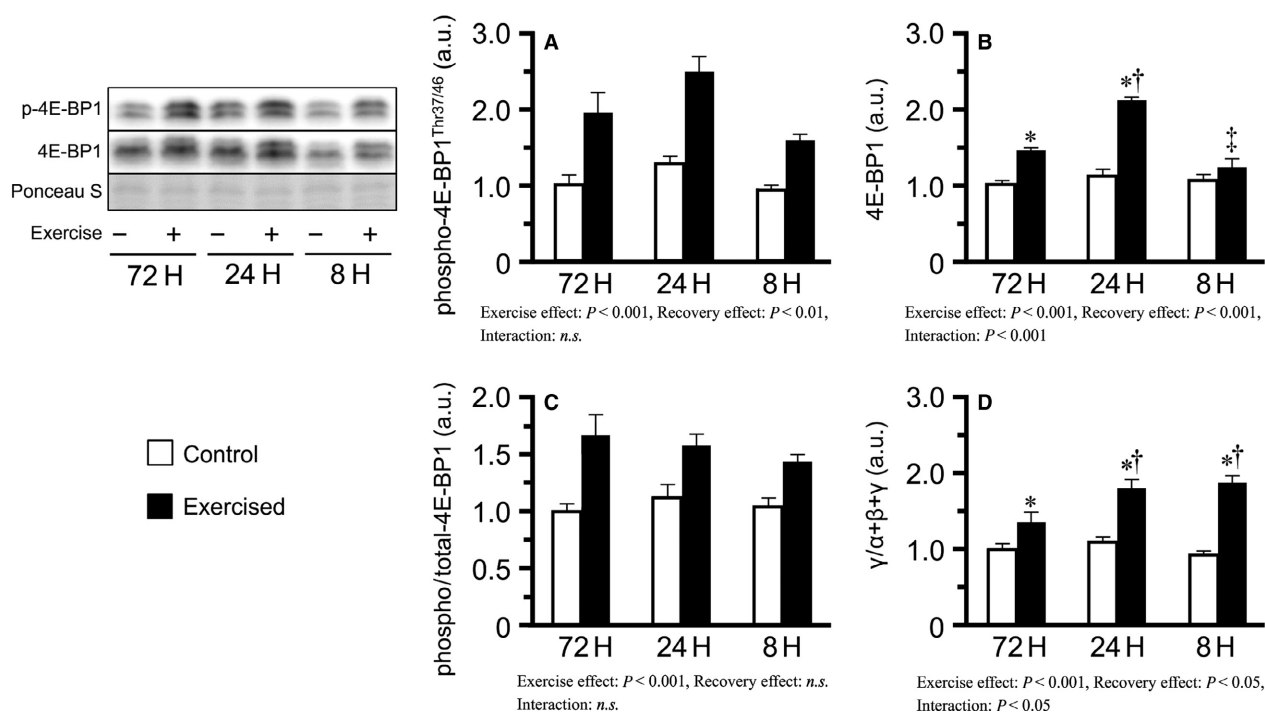 p-4E-BP1
4E-BP1
Ponceau S
Exercise − + − + − +
72 H 24 H 8 H
Control
Exercised
A
phospho-4E-BP1Thr37/46 (a.u.)
3.0
2.0
1.0
0
72 H 24 H 8 H
Exercise effect: P < 0.001, Recovery effect: P < 0.01,
Interaction: n.s.
B
4E-BP1 (a.u.)
3.0
2.0
1.0
0
*
*†
‡
‡
72 H 24 H 8 H
Exercise effect: P < 0.001, Recovery effect: P < 0.001,
Interaction: P < 0.001
C
phospho/total-4E-BP1 (a.u.)
2.0
1.5
1.0
0.5
0
72 H 24 H 8 H
Exercise effect: P < 0.001, Recovery effect: n.s.
Interaction: n.s.
D
γ/α+β+γ (a.u.)
3.0
2.0
1.0
0
*
*†
*†
72 H 24 H 8 H
Exercise effect: P < 0.001, Recovery effect: P < 0.05,
Interaction: P < 0.05